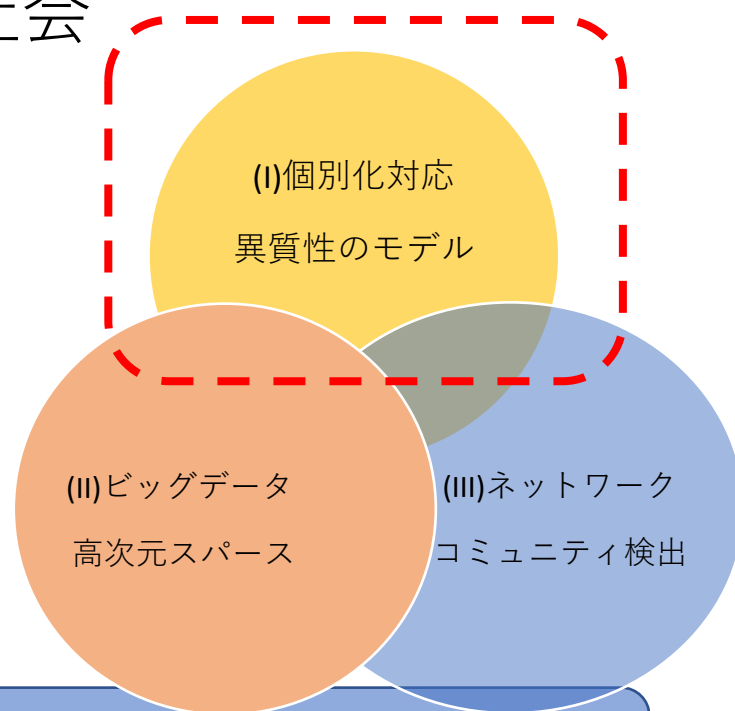 社会
(I)個別化対応
異質性のモデル
(II)ビッグデータ
高次元スパース
(III)ネットワーク
コミュニティ検出